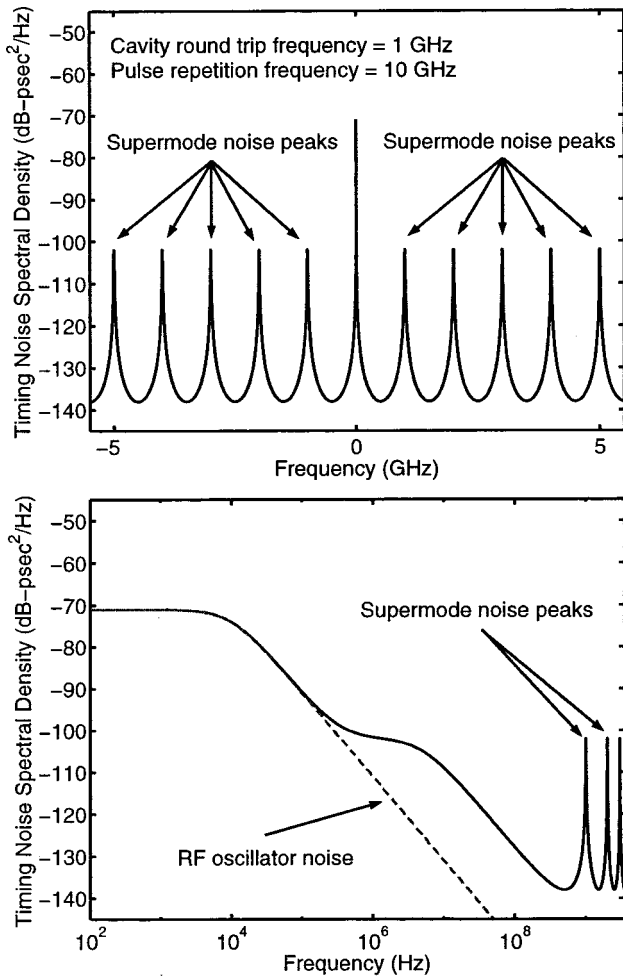 Timing Noise Spectral Density (dB-psec²/Hz)
-50
-60
-70
-80
-90
-100
-110
-120
-130
-140
Cavity round trip frequency = 1 GHz
Pulse repetition frequency = 10 GHz
Supermode noise peaks
Supermode noise peaks
-5
0
5
Frequency (GHz)
Timing Noise Spectral Density (dB-psec²/Hz)
-50
-60
-70
-80
-90
-100
-110
-120
-130
-140
Supermode noise peaks
RF oscillator noise
10²
10⁴
10⁶
10⁸
Frequency (Hz)